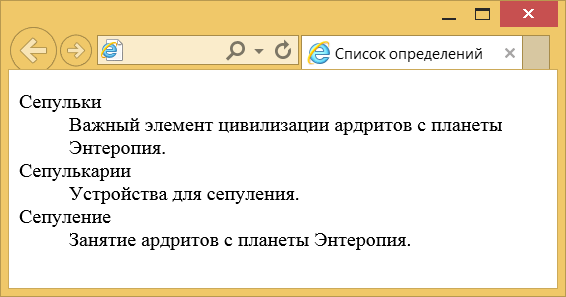 Список определений
Сепульки
Важный элемент цивилизации ардритов с планеты
Энтеропия.
Сепулькарии
Устройства для сепуления.
Сепуление
Занятие ардритов с планеты Энтеропия.